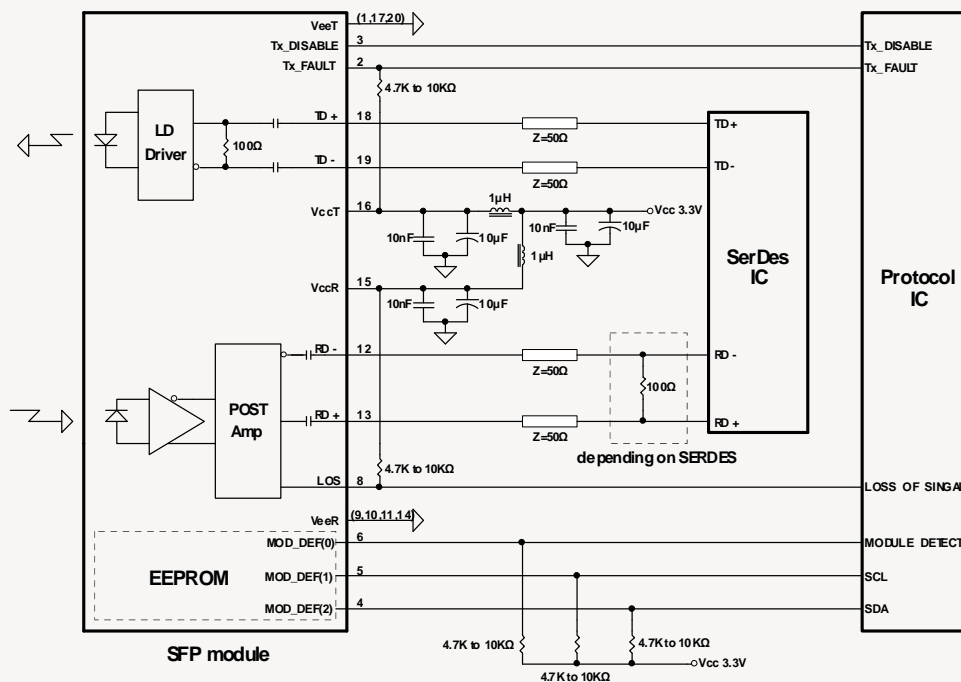 VeeT (1,17,20)
Tx_DISABLE 3 Tx_DISABLE
Tx_FAULT 2 Tx_FAULT
4.7K to 10KΩ
LD Driver
100Ω
TD+ 18 Z=50Ω TD+
TD- 19 Z=50Ω TD-
VccT 16 1µH Vcc 3.3V
10nF 10µF 10nF 10µF
1µH
SerDes IC
Protocol IC
VccR 15
10nF 10µF
RD - 12 Z=50Ω RD -
POST Amp
100Ω
RD+ 13 Z=50Ω RD+
depending on SERDES
4.7K to 10KΩ
LOS 8 LOSS OF SINGAL
VeeR (9,10,11,14)
MOD_DEF(0) 6 MODULE DETECT
EEPROM
MOD_DEF(1) 5 SCL
MOD_DEF(2) 4 SDA
4.7K to 10KΩ 4.7K to 10KΩ
4.7K to 10KΩ
Vcc 3.3V
SFP module